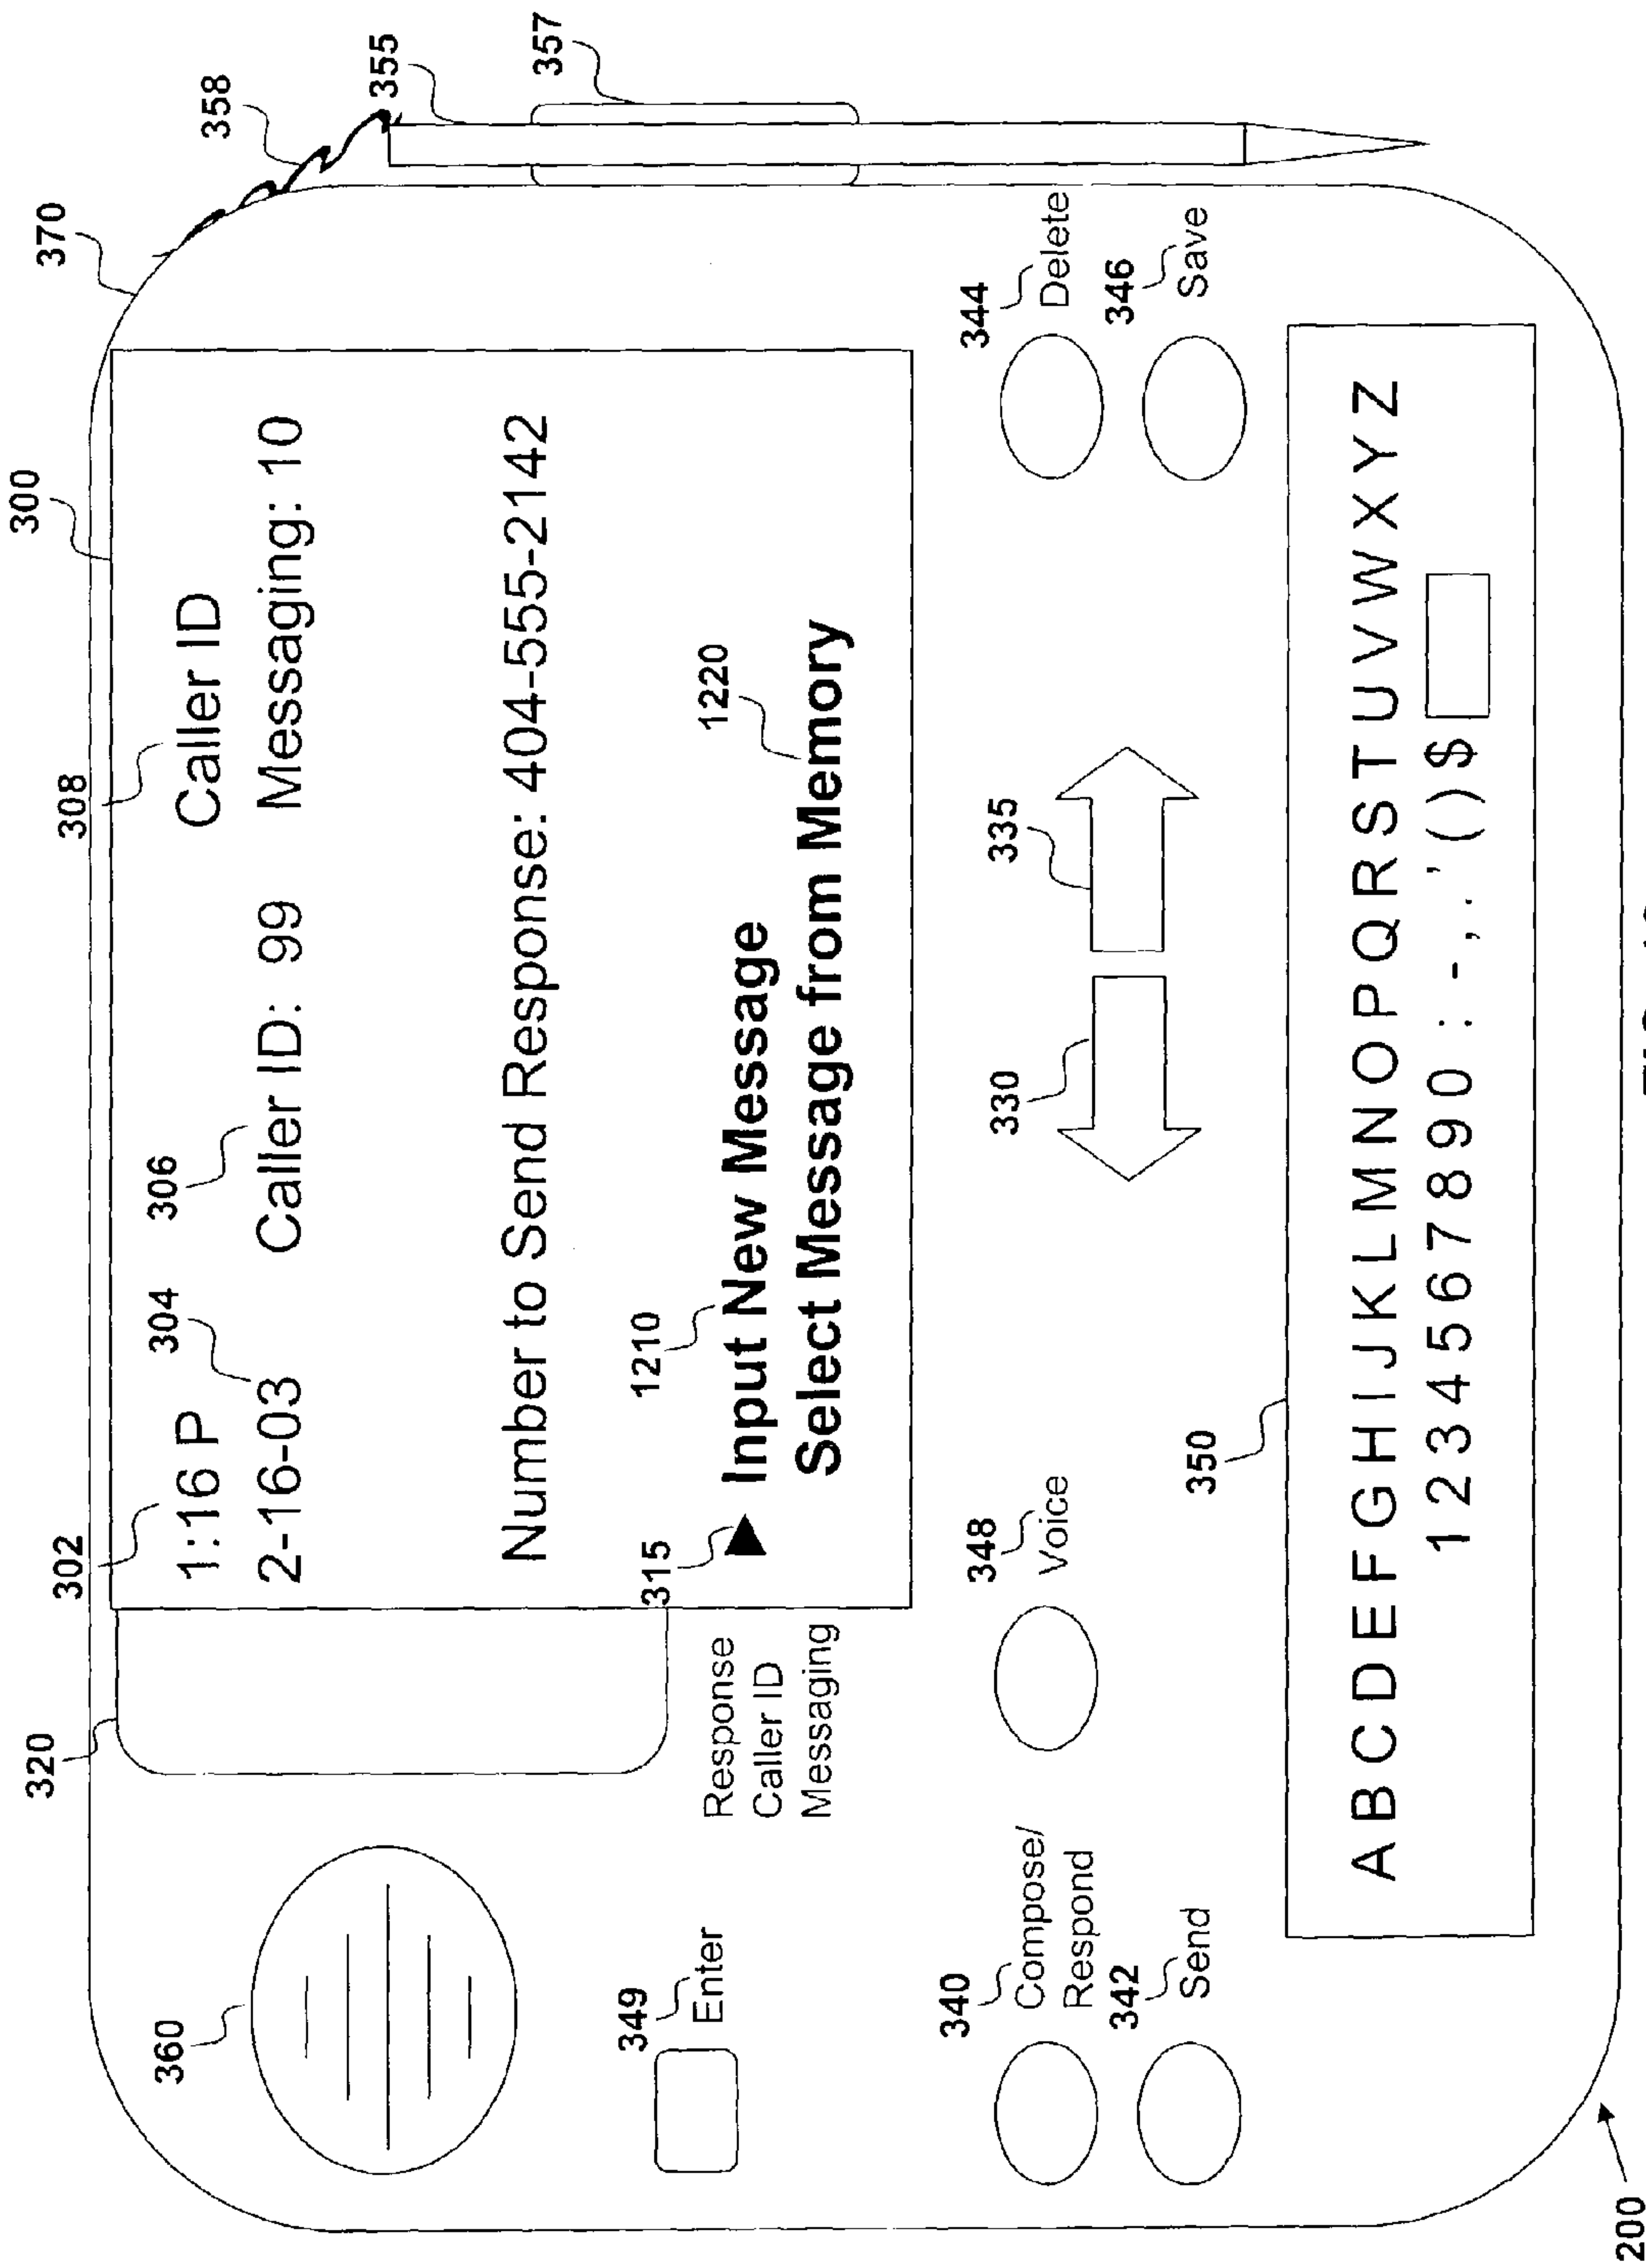 300
308
302
320
370
358
355
357
360
1:16 P
304
306
Caller ID
2-16-03
Caller ID: 99
Messaging: 10
Number to Send Response: 404-555-2142
349
Enter
Response
Caller ID
Messaging
315
1210
1220
▶ Input New Message
Select Message from Memory
340
Compose/
Respond
342
Send
348
Voice
330
335
344
Delete
346
Save
350
A B C D E F G H I J K L M N O P Q R S T U V W X Y Z
1 2 3 4 5 6 7 8 9 0 : - , . ' ( ) $
200